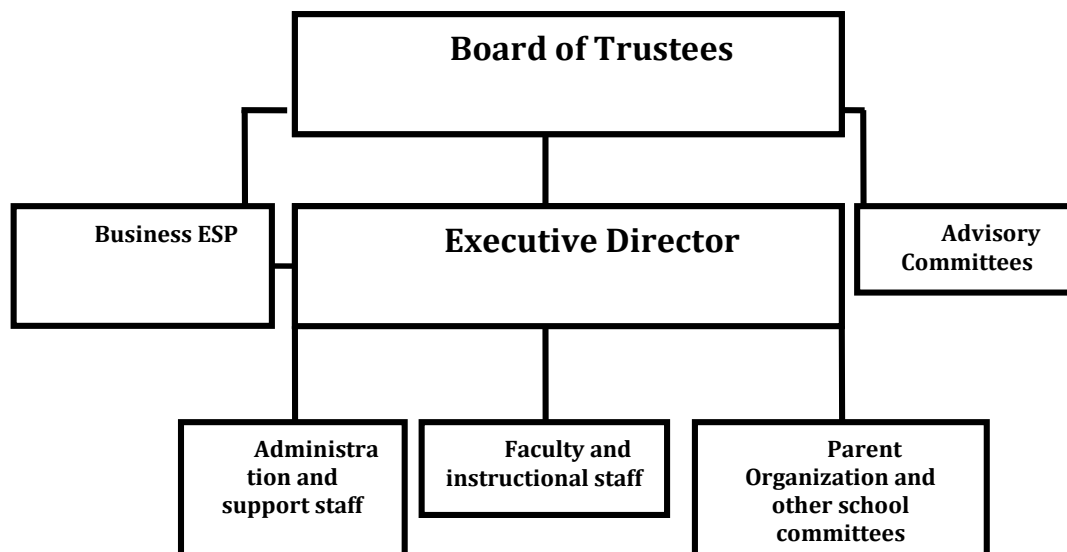 Board of Trustees
Business ESP
Executive Director
Advisory
Committees
Administra
tion and
support staff
Faculty and
instructional staff
Parent
Organization and
other school
committees